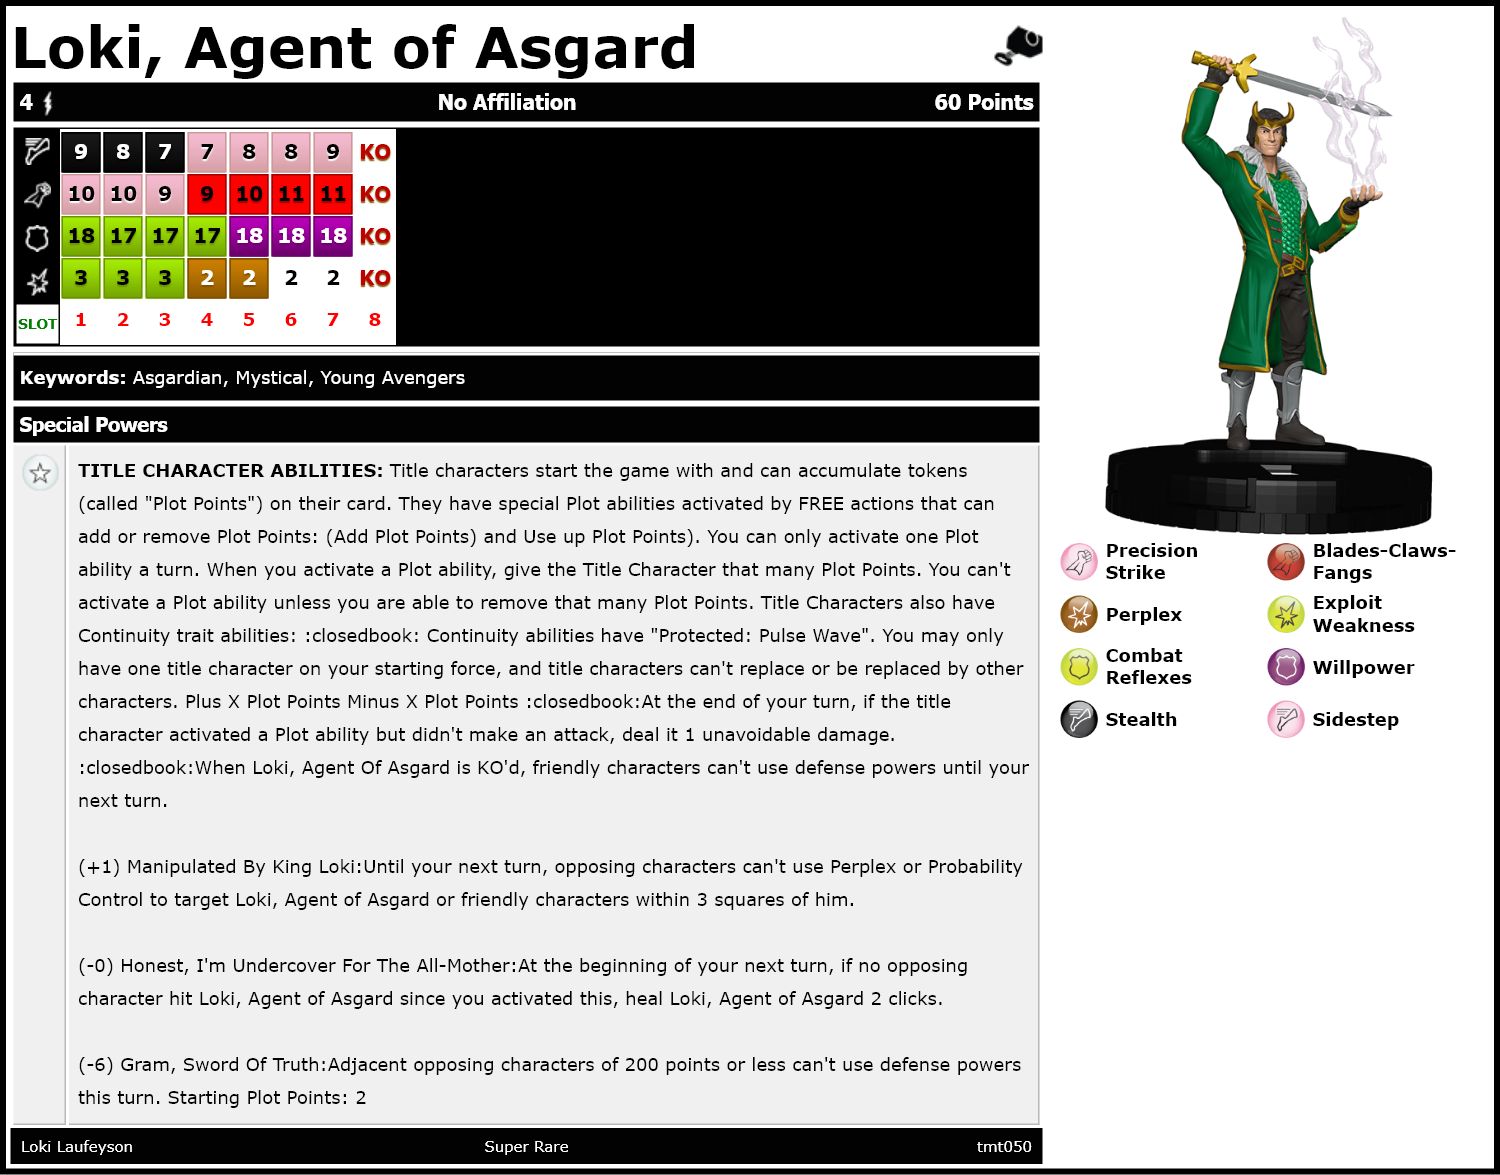 Loki, Agent of Asgard
4 No Affiliation 60 Points
9 8 7 7 8 8 9 KO
10 10 9 9 10 11 11 KO
18 17 17 17 18 18 18 KO
3 3 3 2 2 2 2 KO
SLOT 1 2 3 4 5 6 7 8
Keywords: Asgardian, Mystical, Young Avengers
Special Powers
TITLE CHARACTER ABILITIES: Title characters start the game with and can accumulate tokens
(called "Plot Points") on their card. They have special Plot abilities activated by FREE actions that can
add or remove Plot Points: (Add Plot Points) and Use up Plot Points). You can only activate one Plot
ability a turn. When you activate a Plot ability, give the Title Character that many Plot Points. You can't
activate a Plot ability unless you are able to remove that many Plot Points. Title Characters also have
Continuity trait abilities: :closedbook: Continuity abilities have "Protected: Pulse Wave". You may only
have one title character on your starting force, and title characters can't replace or be replaced by other
characters. Plus X Plot Points Minus X Plot Points :closedbook:At the end of your turn, if the title
character activated a Plot ability but didn't make an attack, deal it 1 unavoidable damage.
:closedbook:When Loki, Agent Of Asgard is KO'd, friendly characters can't use defense powers until your
next turn.
(+1) Manipulated By King Loki:Until your next turn, opposing characters can't use Perplex or Probability
Control to target Loki, Agent of Asgard or friendly characters within 3 squares of him.
(-0) Honest, I'm Undercover For The All-Mother:At the beginning of your next turn, if no opposing
character hit Loki, Agent of Asgard since you activated this, heal Loki, Agent of Asgard 2 clicks.
(-6) Gram, Sword Of Truth:Adjacent opposing characters of 200 points or less can't use defense powers
this turn. Starting Plot Points: 2
Loki Laufeyson Super Rare tmt050
Precision
Strike
Blades-Claws-
Fangs
Perplex
Exploit
Weakness
Combat
Reflexes
Willpower
Stealth
Sidestep